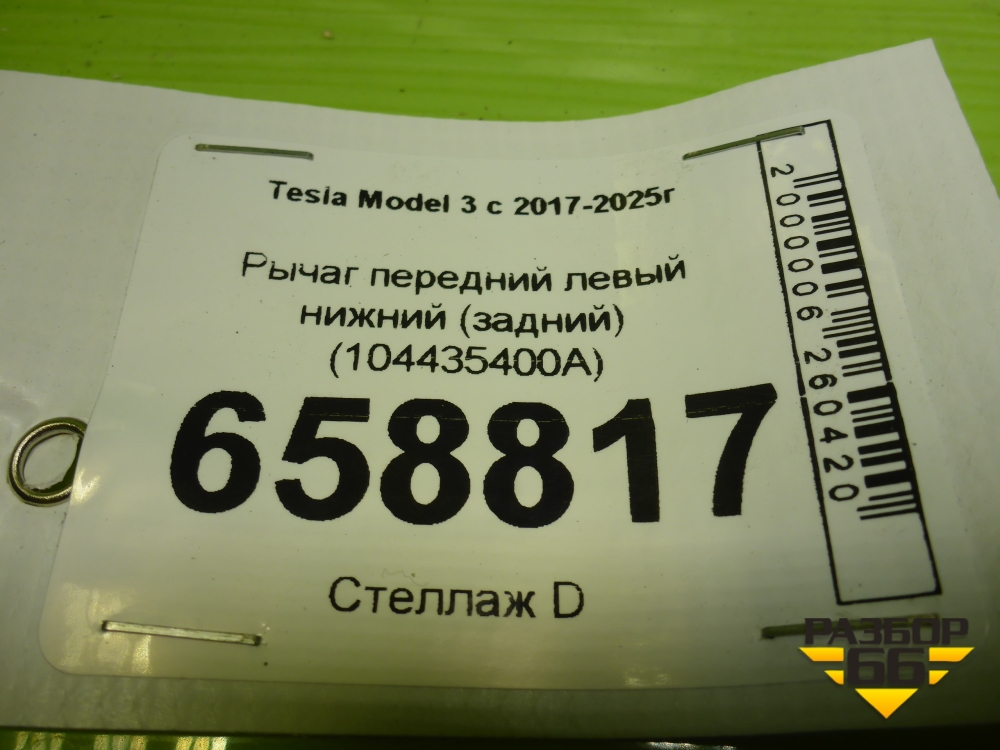 Tesla Model 3 с 2017-2025г
Рычаг передний левый
нижний (задний)
(104435400A)
658817
Стеллаж D
2000006260420
РАЗБОР
66